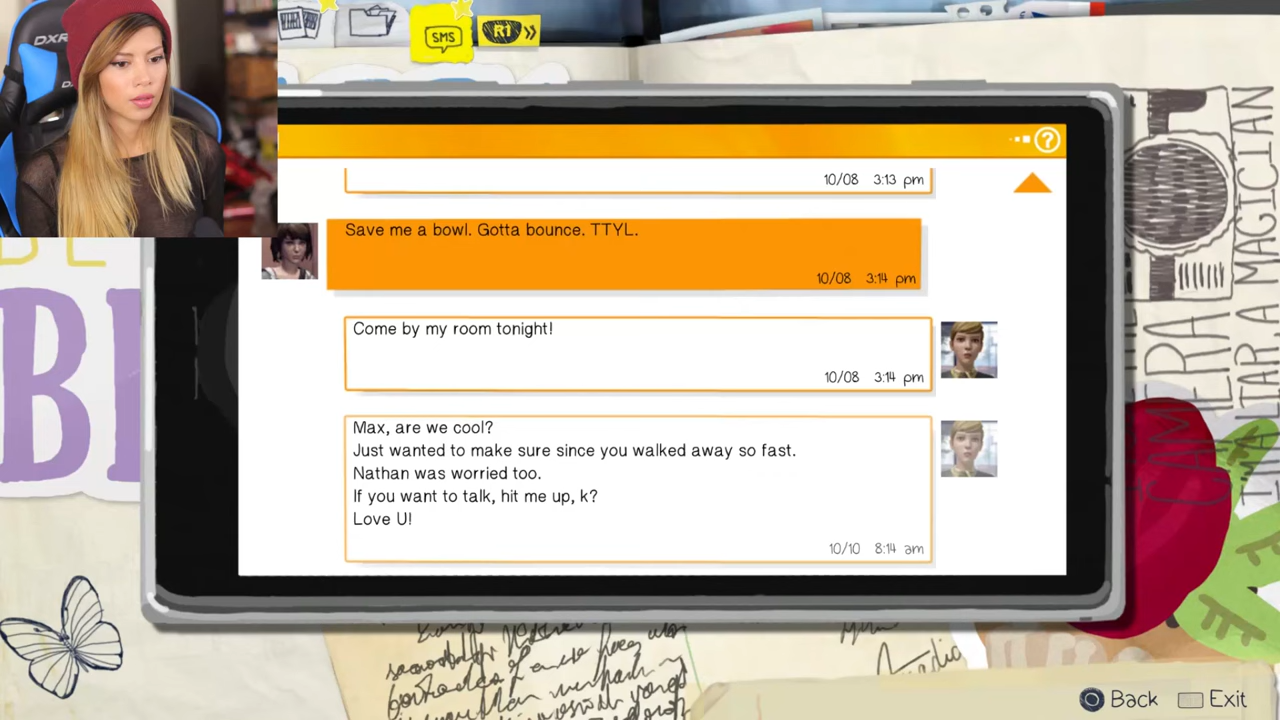 DXR
SMS
R1
?
10/08 3:13 pm
Save me a bowl. Gotta bounce. TTYL.
10/08 3:14 pm
Come by my room tonight!
10/08 3:14 pm
Max, are we cool?
Just wanted to make sure since you walked away so fast.
Nathan was worried too.
If you want to talk, hit me up, k?
Love U!
10/10 8:14 am
MAGICIAN
Back
Exit